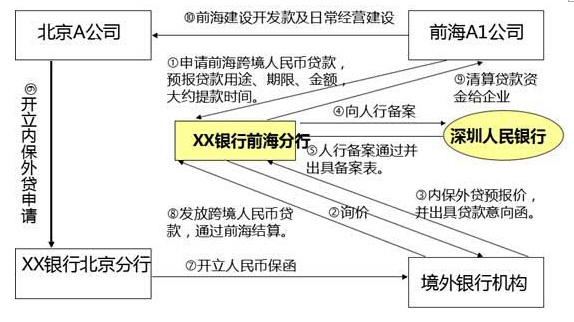 ⑩前海建设开发款及日常经营建设
北京A公司
前海A1公司
①申请前海跨境人民币贷款，
预报贷款用途、期限、金额，
大约提款时间。
⑨清算贷款资
金给企业
④向人行备案
XX银行前海分行
深圳人民银行
⑤人行备案通过并
出具备案表。
⑥开立内保外贷申请
③内保外贷预报价，
并出具贷款意向函。
⑧发放跨境人民币贷
款，通过前海结算。
②询价
XX银行北京分行
⑦开立人民币保函
境外银行机构